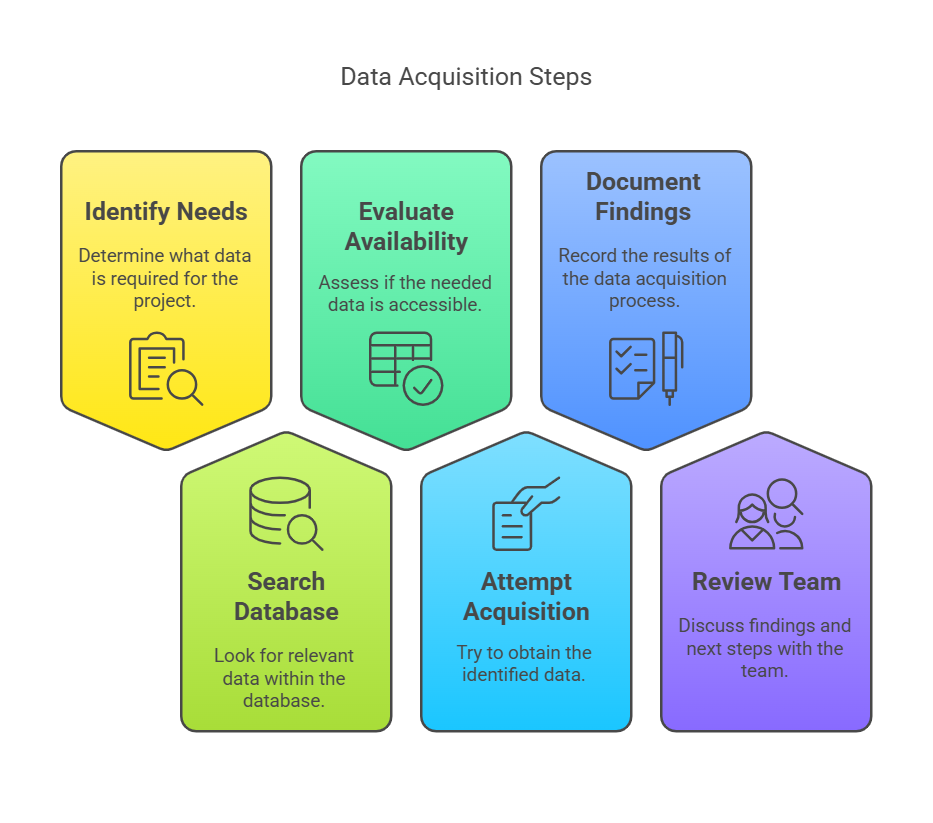 Data Acquisition Steps
Identify Needs
Determine what data
is required for the
project.
Search
Database
Look for relevant
data within the
database.
Evaluate
Availability
Assess if the needed
data is accessible.
Attempt
Acquisition
Try to obtain the
identified data.
Document
Findings
Record the results of
the data acquisition
process.
Review Team
Discuss findings and
next steps with the
team.